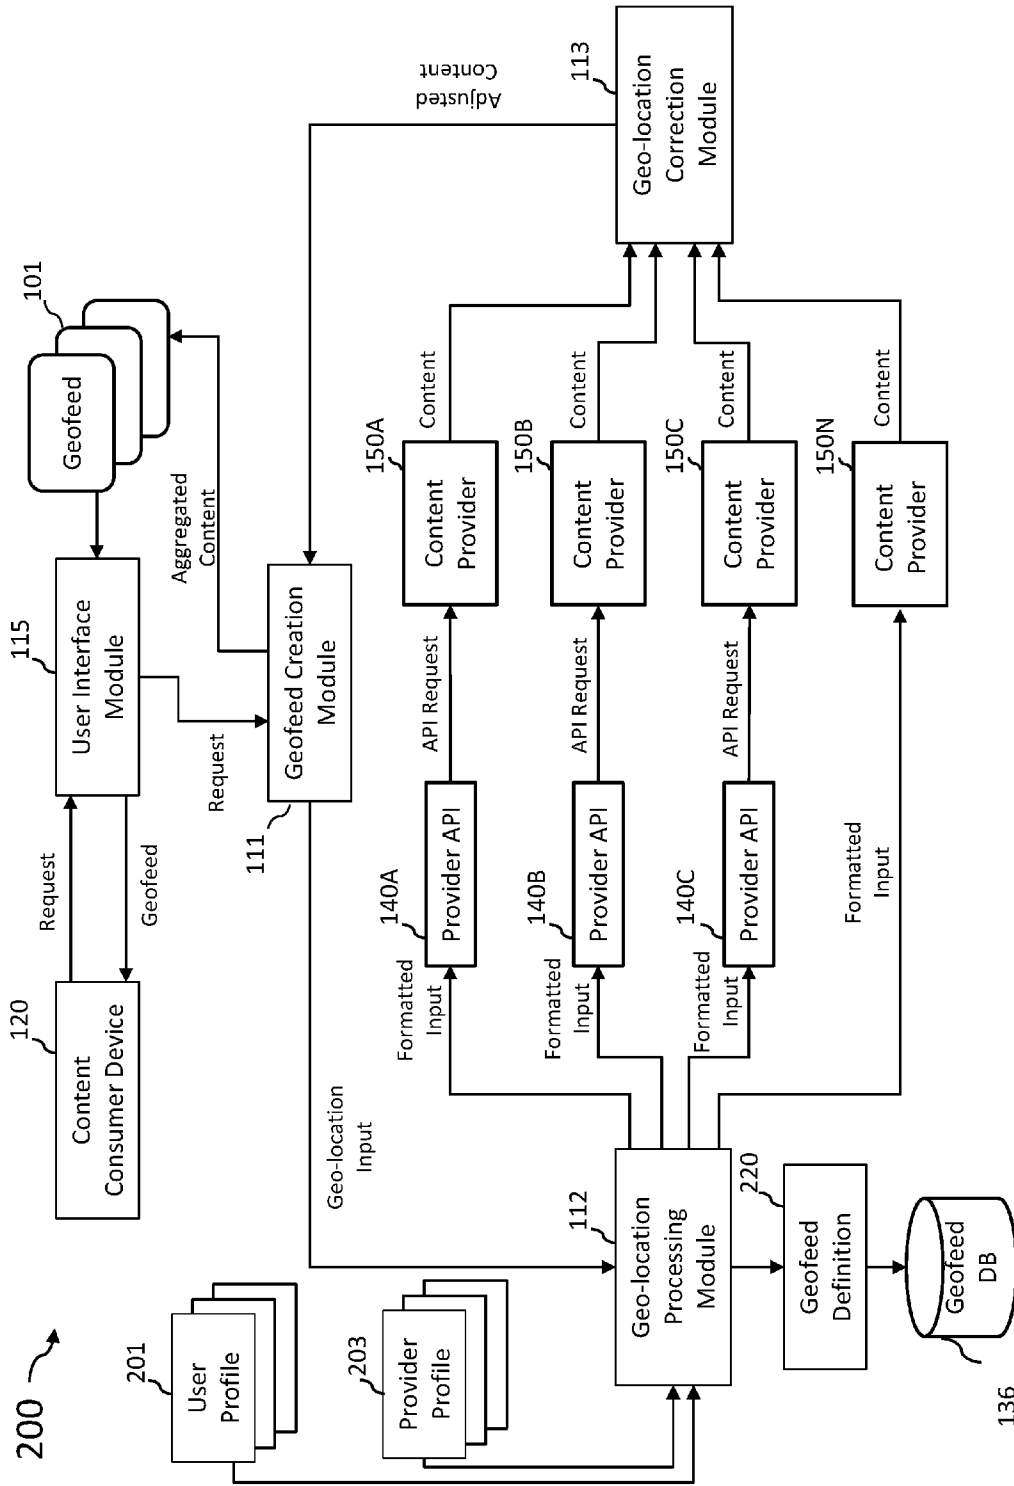 200
120
Content
Consumer Device
Request
Geofeed
115
User Interface
Module
101
Geofeed
Aggregated
Content
Request
111
Geofeed Creation
Module
Adjusted
Content
Geo-location
Input
201
User
Profile
203
Provider
Profile
112
Geo-location
Processing
Module
220
Geofeed
Definition
Geofeed
DB
136
Formatted
Input
140A
Provider API
API Request
150A
Content
Provider
Content
Formatted
Input
140B
Provider API
API Request
150B
Content
Provider
Content
Formatted
Input
140C
Provider API
API Request
150C
Content
Provider
Content
Formatted
Input
150N
Content
Provider
Content
113
Geo-location
Correction
Module